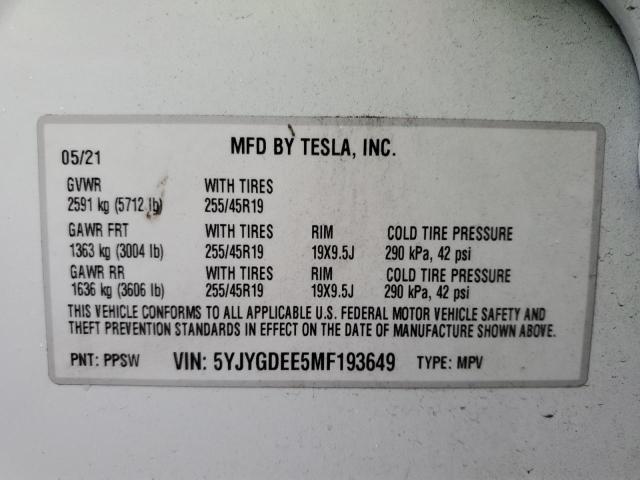 MFD BY TESLA, INC.
05/21
GVWR WITH TIRES
2591 kg (5712 lb) 255/45R19
GAWR FRT WITH TIRES RIM COLD TIRE PRESSURE
1363 kg (3004 lb) 255/45R19 19X9.5J 290 kPa, 42 psi
GAWR RR WITH TIRES RIM COLD TIRE PRESSURE
1636 kg (3606 lb) 255/45R19 19X9.5J 290 kPa, 42 psi
THIS VEHICLE CONFORMS TO ALL APPLICABLE U.S. FEDERAL MOTOR VEHICLE SAFETY AND
THEFT PREVENTION STANDARDS IN EFFECT ON THE DATE OF MANUFACTURE SHOWN ABOVE.
PNT: PPSW VIN: 5YJYGDEE5MF193649 TYPE: MPV